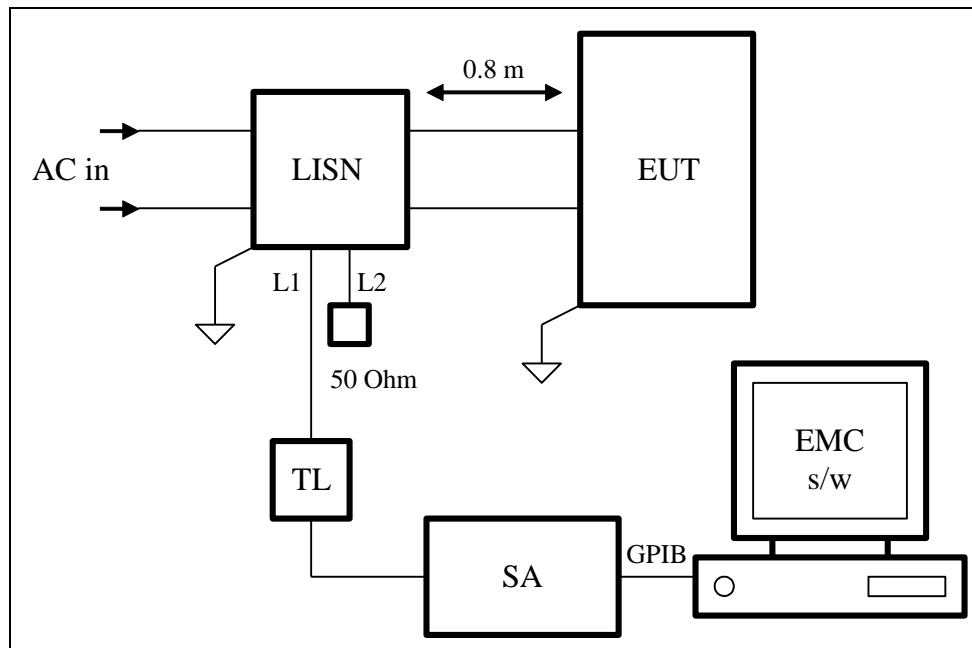 0.8 m
AC in
LISN
EUT
L1
L2
50 Ohm
TL
EMC
s/w
SA
GPIB